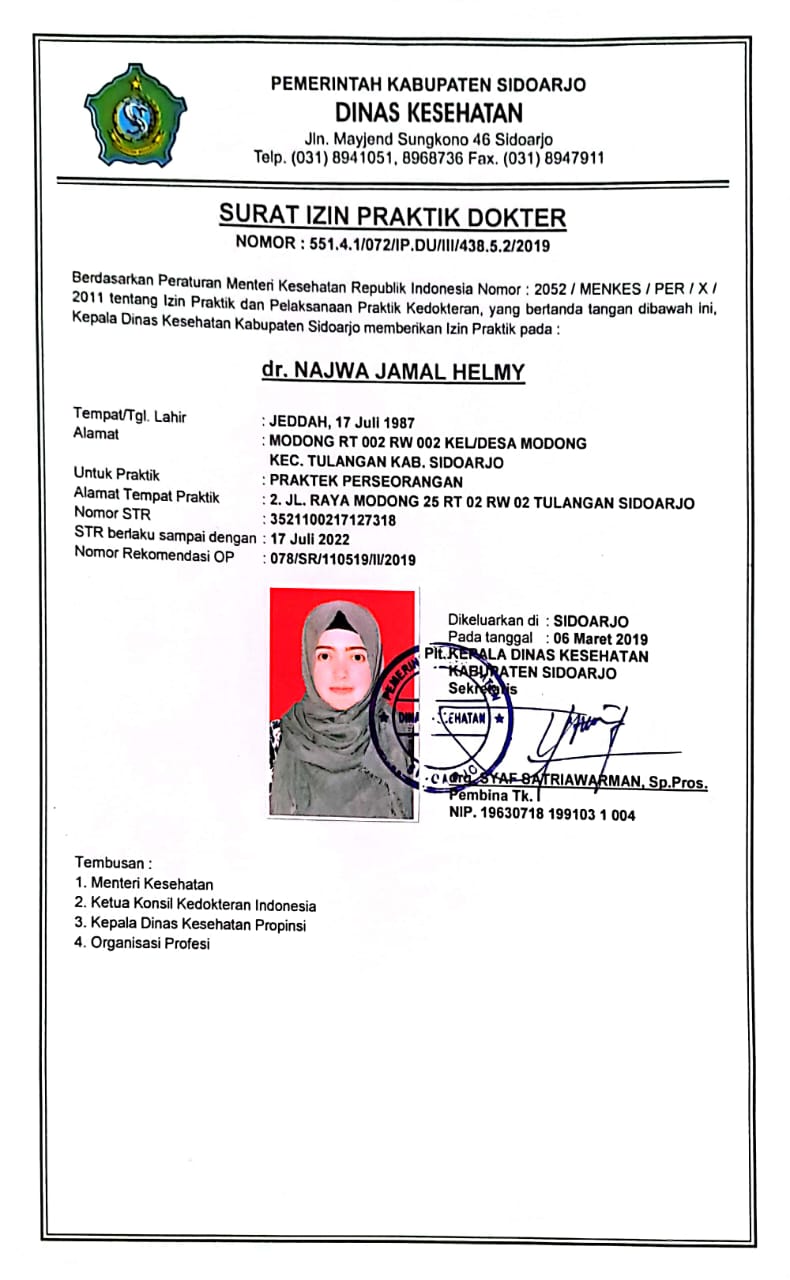 PEMERINTAH KABUPATEN SIDOARJO
DINAS KESEHATAN
Jln. Mayjend Sungkono 46 Sidoarjo
Telp. (031) 8941051, 8968736 Fax. (031) 8947911
SURAT IZIN PRAKTIK DOKTER
NOMOR : 551.4.1/072/IP.DU/III/438.5.2/2019
Berdasarkan Peraturan Menteri Kesehatan Republik Indonesia Nomor : 2052 / MENKES / PER / X /
2011 tentang Izin Praktik dan Pelaksanaan Praktik Kedokteran, yang bertanda tangan dibawah ini,
Kepala Dinas Kesehatan Kabupaten Sidoarjo memberikan Izin Praktik pada :
dr. NAJWA JAMAL HELMY
Tempat/Tgl. Lahir : JEDDAH, 17 Juli 1987
Alamat : MODONG RT 002 RW 002 KEL/DESA MODONG
KEC. TULANGAN KAB. SIDOARJO
Untuk Praktik : PRAKTEK PERSEORANGAN
Alamat Tempat Praktik : 2. JL. RAYA MODONG 25 RT 02 RW 02 TULANGAN SIDOARJO
Nomor STR : 3521100217127318
STR berlaku sampai dengan : 17 Juli 2022
Nomor Rekomendasi OP : 078/SR/110519/II/2019
Dikeluarkan di : SIDOARJO
Pada tanggal : 06 Maret 2019
Plt.KEPALA DINAS KESEHATAN
KABUPATEN SIDOARJO
Sekretaris
drg. SYAF SATRIAWARMAN, Sp.Pros.
Pembina Tk. I
NIP. 19630718 199103 1 004
Tembusan :
1. Menteri Kesehatan
2. Ketua Konsil Kedokteran Indonesia
3. Kepala Dinas Kesehatan Propinsi
4. Organisasi Profesi